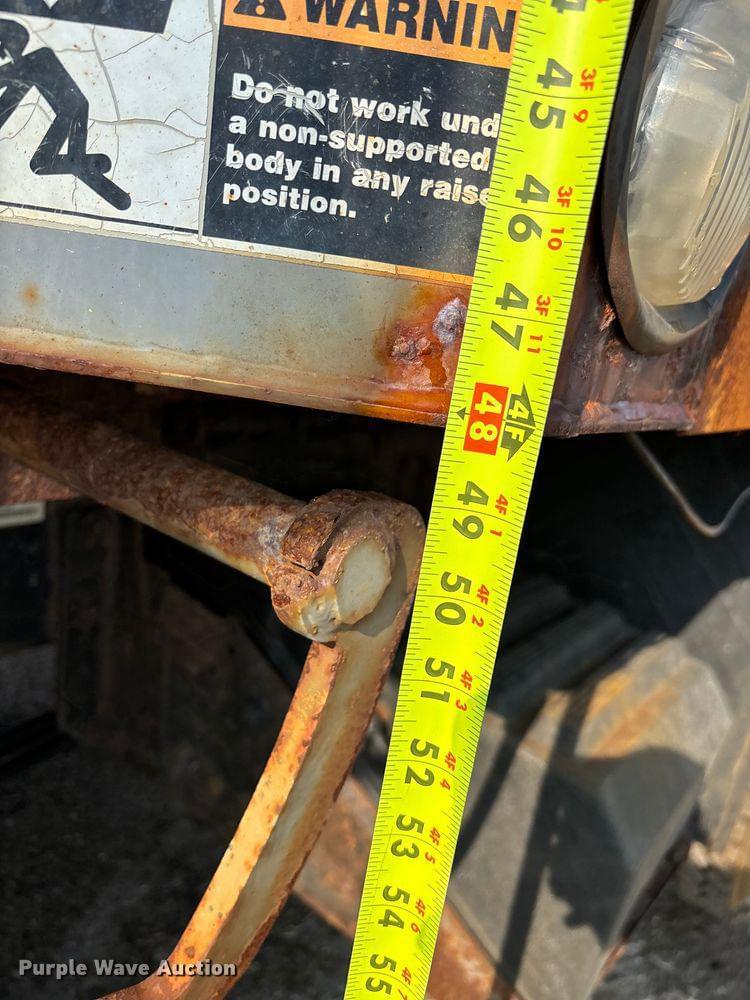 WARNIN
Do not work und
a non-supported
body in any raise
position.
45 3F 9
46 3F 10
47 3F 11
48 4F
49 4F 1
50 4F 2
51 4F 3
52 4F 4
53 4F 5
54 4F 6
55 4F 7
Purple Wave Auction